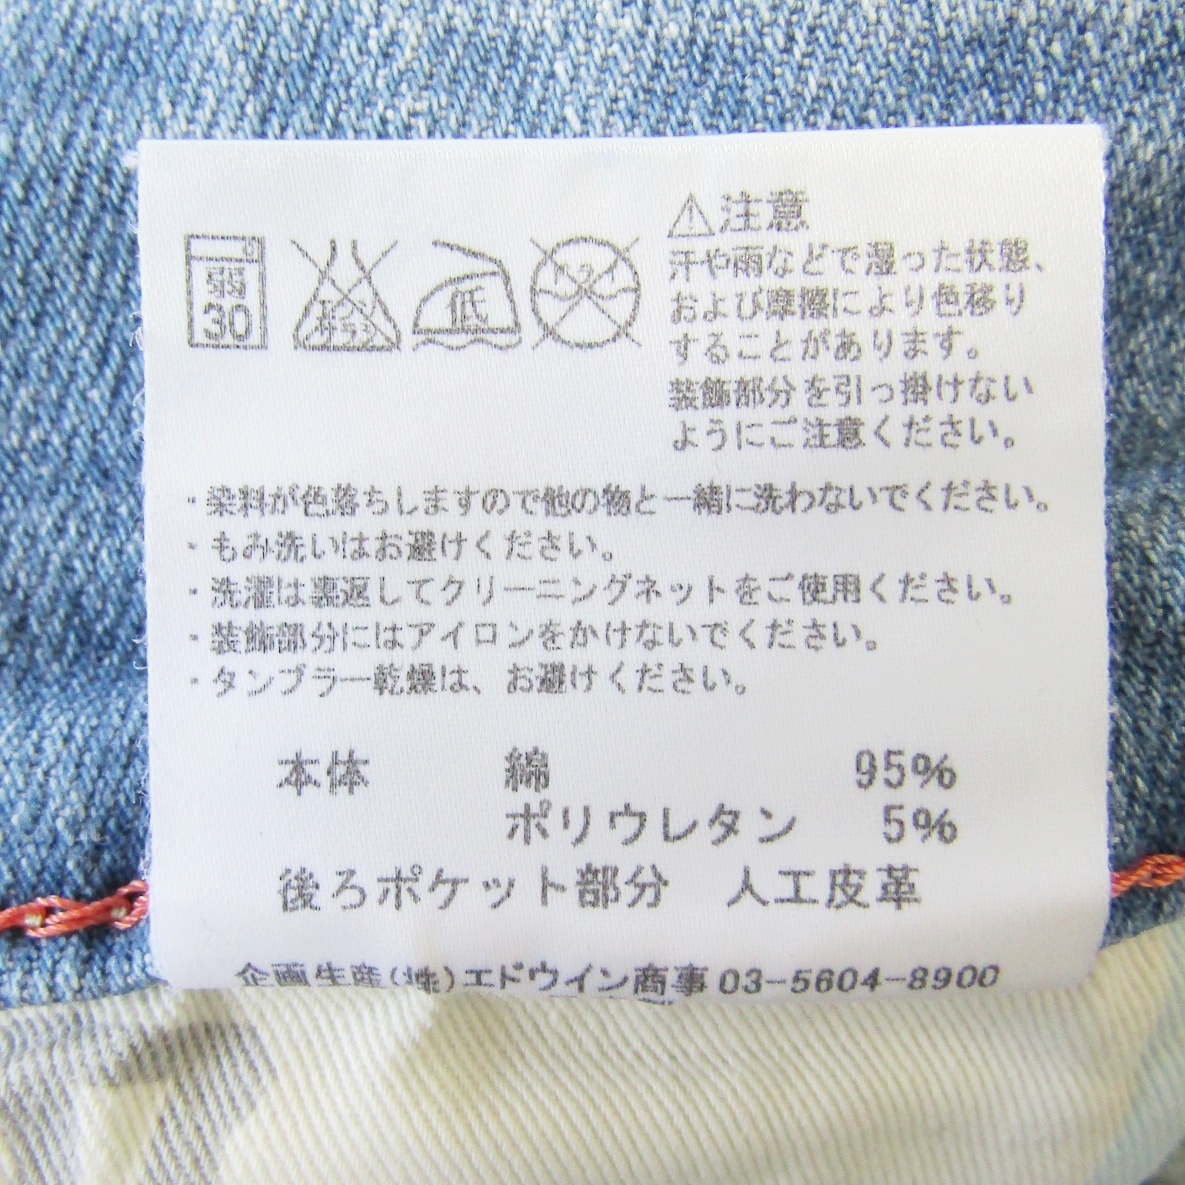 弱
30
エンソ
サラシ
低
ドライ
⚠注意
汗や雨などで湿った状態、
および摩擦により色移り
することがあります。
装飾部分を引っ掛けない
ようにご注意ください。
・染料が色落ちしますので他の物と一緒に洗わないでください。
・もみ洗いはお避けください。
・洗濯は裏返してクリーニングネットをご使用ください。
・装飾部分にはアイロンをかけないでください。
・タンブラー乾燥は、お避けください。
本体 綿 95%
ポリウレタン 5%
後ろポケット部分 人工皮革
企画生産(株)エドウイン商事 03-5604-8900